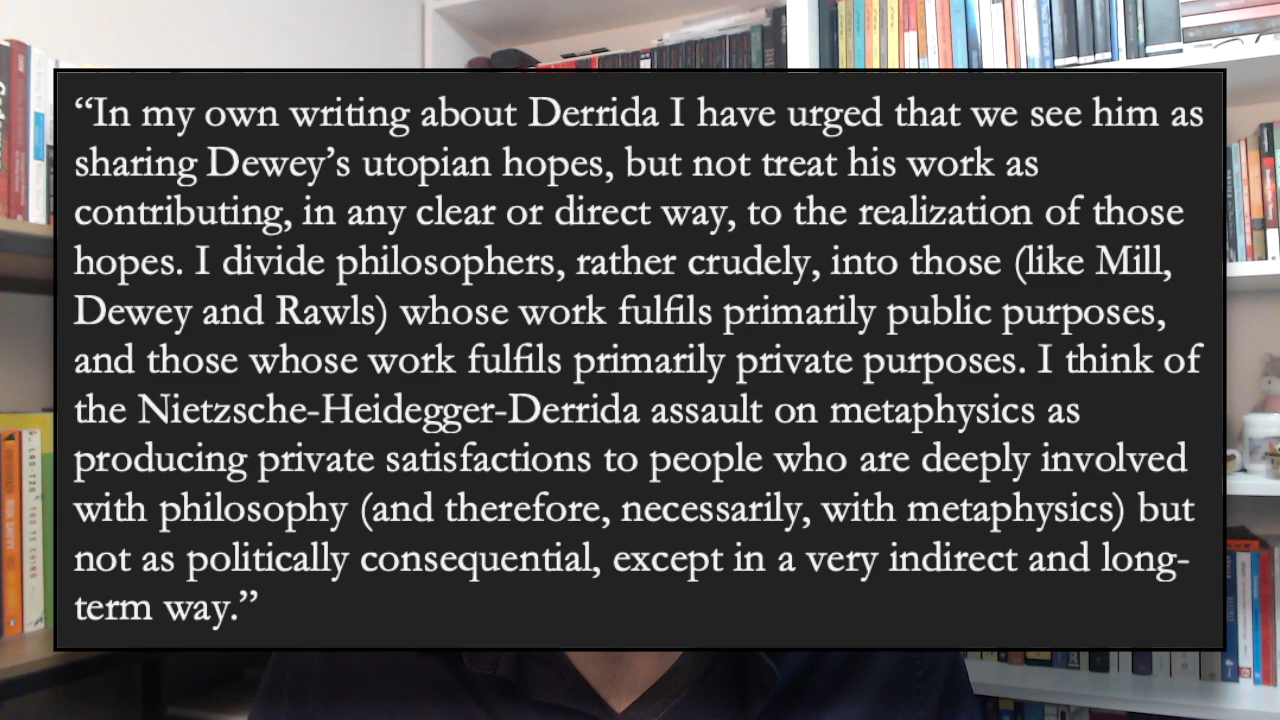 “In my own writing about Derrida I have urged that we see him as
sharing Dewey’s utopian hopes, but not treat his work as
contributing, in any clear or direct way, to the realization of those
hopes. I divide philosophers, rather crudely, into those (like Mill,
Dewey and Rawls) whose work fulfils primarily public purposes,
and those whose work fulfils primarily private purposes. I think of
the Nietzsche-Heidegger-Derrida assault on metaphysics as
producing private satisfactions to people who are deeply involved
with philosophy (and therefore, necessarily, with metaphysics) but
not as politically consequential, except in a very indirect and long-
term way.”
LAO-TZU TAO TE CHING